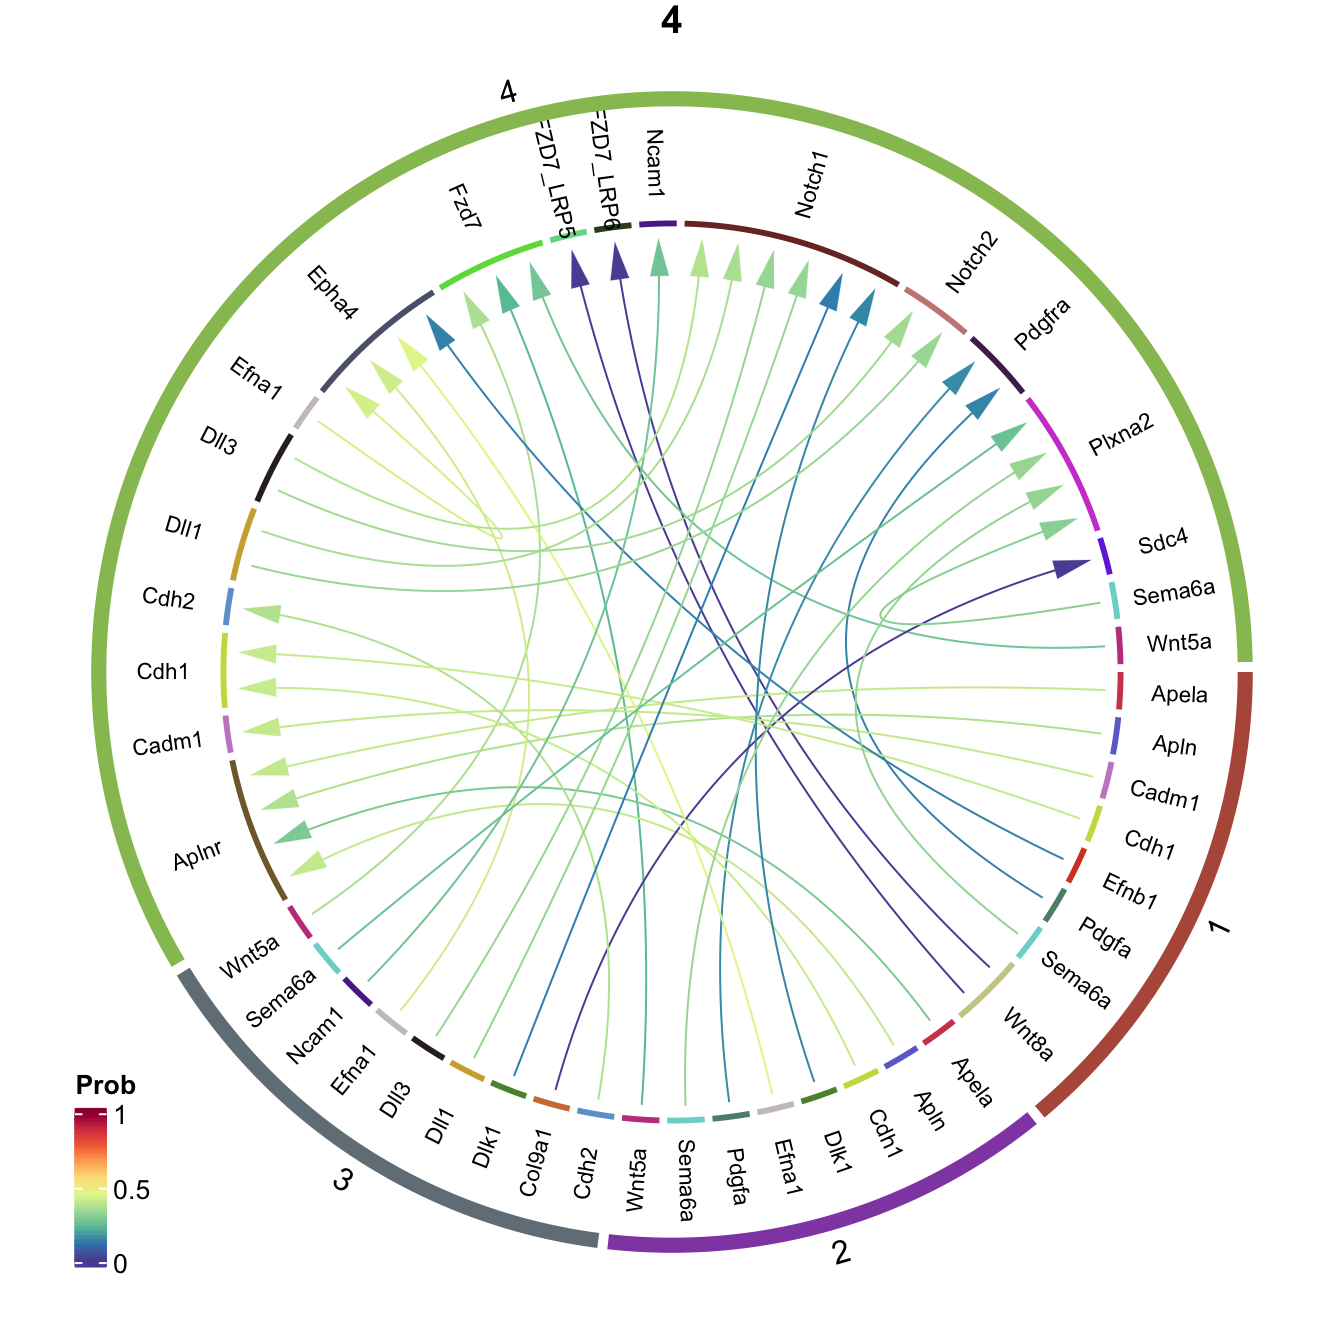 4
4
FZD7_LRP5
FZD7_LRP6
Ncam1
Notch1
Notch2
Pdgfra
Plxna2
Sdc4
Sema6a
Wnt5a
Apela
Apln
Cadm1
Cdh1
Efnb1
Pdgfa
Sema6a
Wnt8a
1
Apela
Apln
Cdh1
Dlk1
Efna1
Pdgfa
Sema6a
Wnt5a
2
Cdh2
Col9a1
Dlk1
Dll1
Dll3
Efna1
Ncam1
Sema6a
Wnt5a
3
Aplnr
Cadm1
Cdh1
Cdh2
Dll1
Dll3
Efna1
Epha4
Fzd7
Prob
1
0.5
0